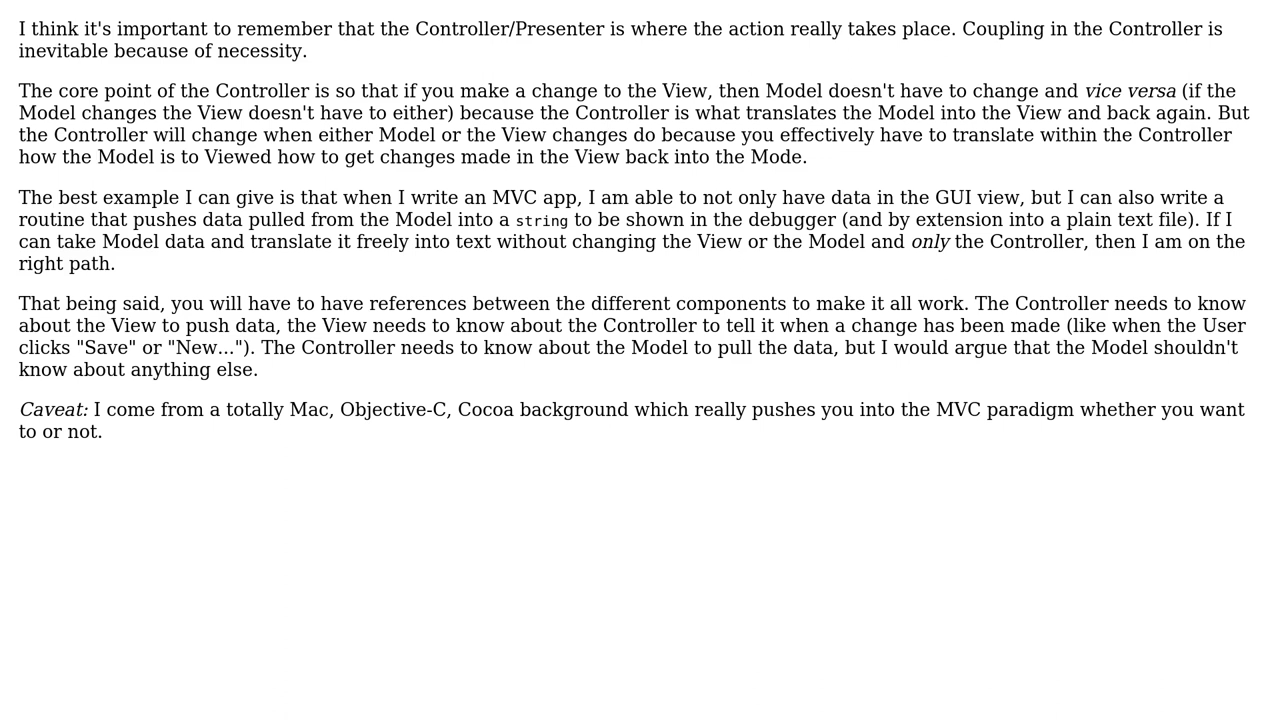 I think it's important to remember that the Controller/Presenter is where the action really takes place. Coupling in the Controller is
inevitable because of necessity.
The core point of the Controller is so that if you make a change to the View, then Model doesn't have to change and vice versa (if the
Model changes the View doesn't have to either) because the Controller is what translates the Model into the View and back again. But
the Controller will change when either Model or the View changes do because you effectively have to translate within the Controller
how the Model is to Viewed how to get changes made in the View back into the Mode.
The best example I can give is that when I write an MVC app, I am able to not only have data in the GUI view, but I can also write a
routine that pushes data pulled from the Model into a string to be shown in the debugger (and by extension into a plain text file). If I
can take Model data and translate it freely into text without changing the View or the Model and only the Controller, then I am on the
right path.
That being said, you will have to have references between the different components to make it all work. The Controller needs to know
about the View to push data, the View needs to know about the Controller to tell it when a change has been made (like when the User
clicks "Save" or "New..."). The Controller needs to know about the Model to pull the data, but I would argue that the Model shouldn't
know about anything else.
Caveat: I come from a totally Mac, Objective-C, Cocoa background which really pushes you into the MVC paradigm whether you want
to or not.